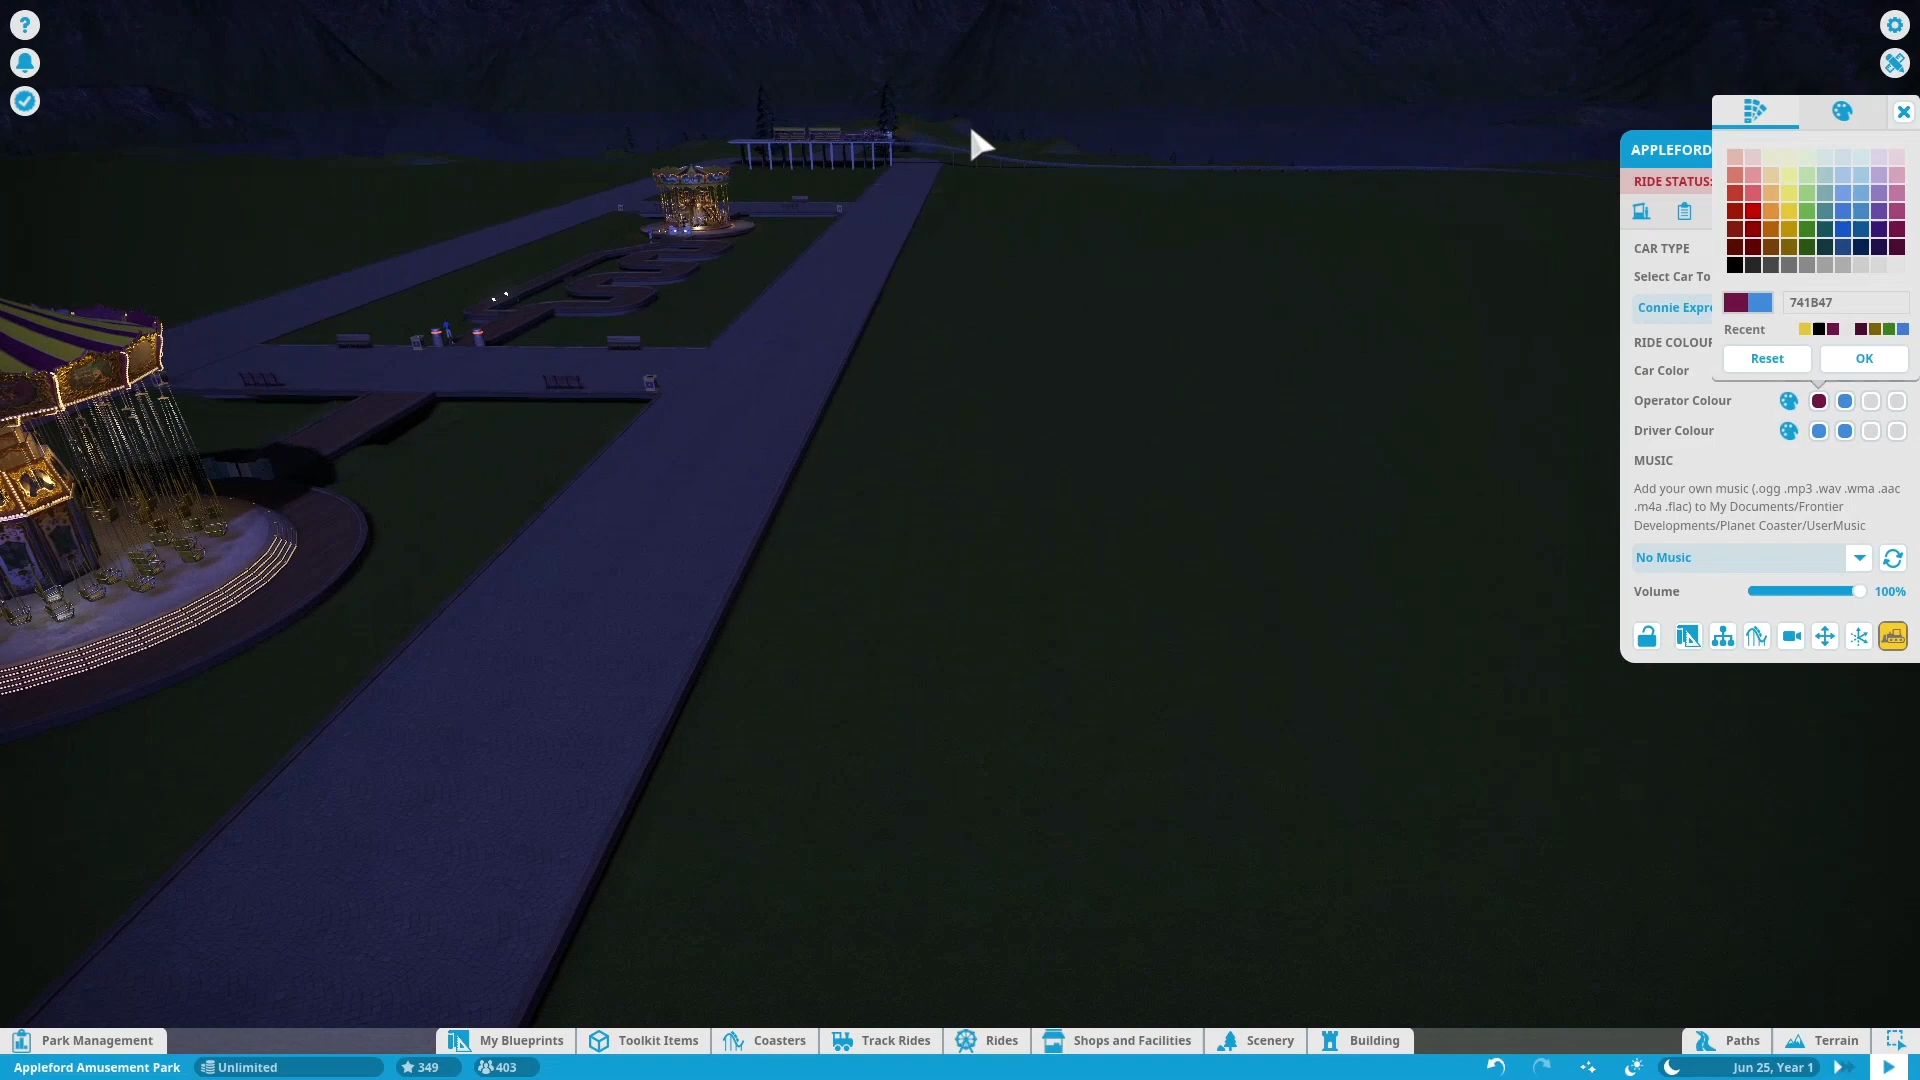 ?
APPLEFORD
RIDE STATUS:
CAR TYPE
Select Car To
Connie Expre
741B47
Recent
RIDE COLOUR
Reset
OK
Car Color
Operator Colour
Driver Colour
MUSIC
Add your own music (.ogg .mp3 .wav .wma .aac
.m4a .flac) to My Documents/Frontier
Developments/Planet Coaster/UserMusic
No Music
Volume
100%
Park Management
My Blueprints
Toolkit Items
Coasters
Track Rides
Rides
Shops and Facilities
Scenery
Building
Paths
Terrain
Appleford Amusement Park
Unlimited
349
403
Jun 25, Year 1